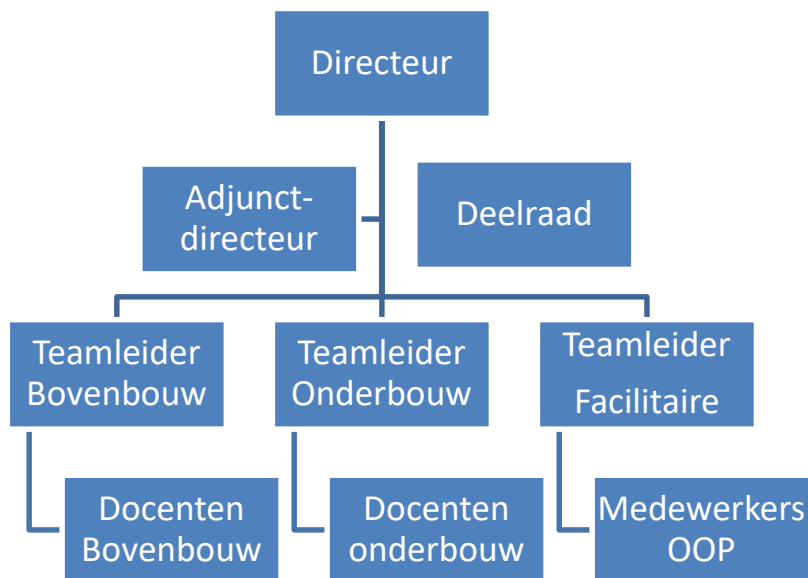 Directeur
Adjunct-
directeur
Deelraad
Teamleider
Bovenbouw
Teamleider
Onderbouw
Teamleider
Facilitaire
Docenten
Bovenbouw
Docenten
onderbouw
Medewerkers
OOP